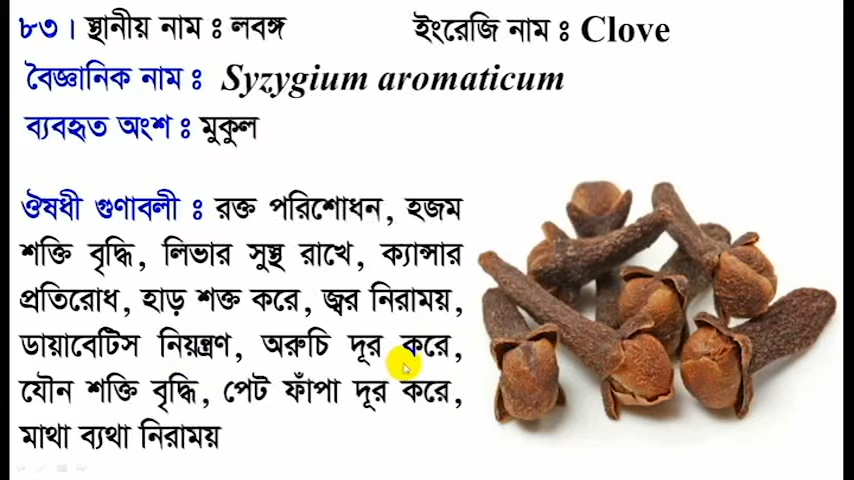 ৮৩। স্থানীয় নাম ঃ লবঙ্গ ইংরেজি নাম ঃ Clove
বৈজ্ঞানিক নাম ঃ Syzygium aromaticum
ব্যবহৃত অংশ ঃ মুকুল
ঔষধী গুণাবলী ঃ রক্ত পরিশোধন, হজম
শক্তি বৃদ্ধি, লিভার সুস্থ রাখে, ক্যান্সার
প্রতিরোধ, হাড় শক্ত করে, জ্বর নিরাময়,
ডায়াবেটিস নিয়ন্ত্রণ, অরুচি দূর করে,
যৌন শক্তি বৃদ্ধি, পেট ফাঁপা দূর করে,
মাথা ব্যথা নিরাময়